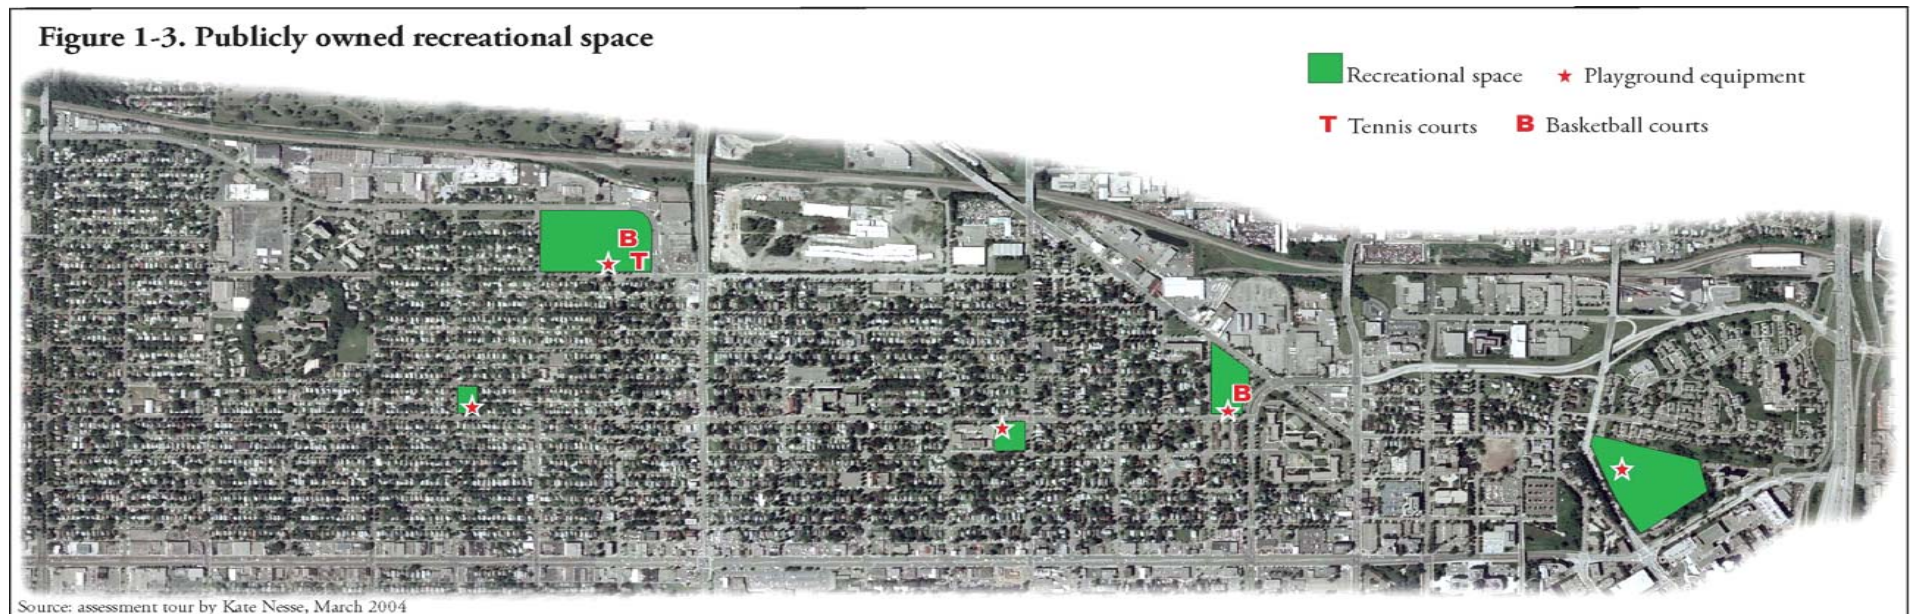 Figure 1-3. Publicly owned recreational space
Recreational space
Playground equipment
T Tennis courts
B Basketball courts
B
T
B
Source: assessment tour by Kate Nesse, March 2004